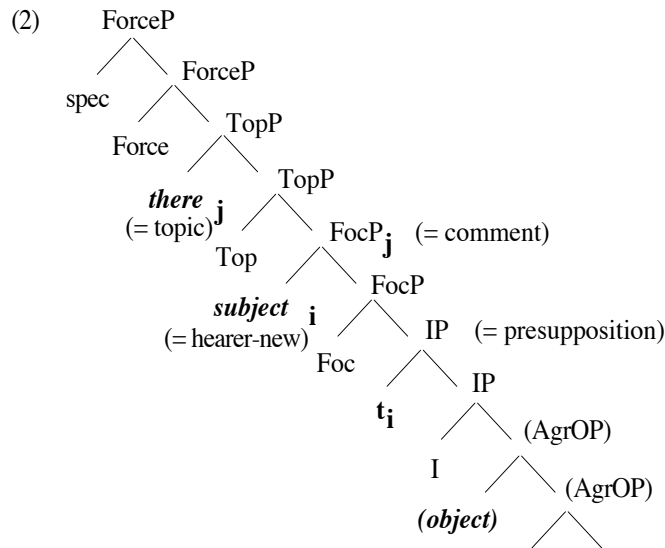 (2) ForceP
ForceP
spec
Force TopP
TopP
there j
(= topic)
Top FocP j (= comment)
FocP
subject i
(= hearer-new)
Foc IP (= presupposition)
IP
t i
I (AgrOP)
(AgrOP)
(object)